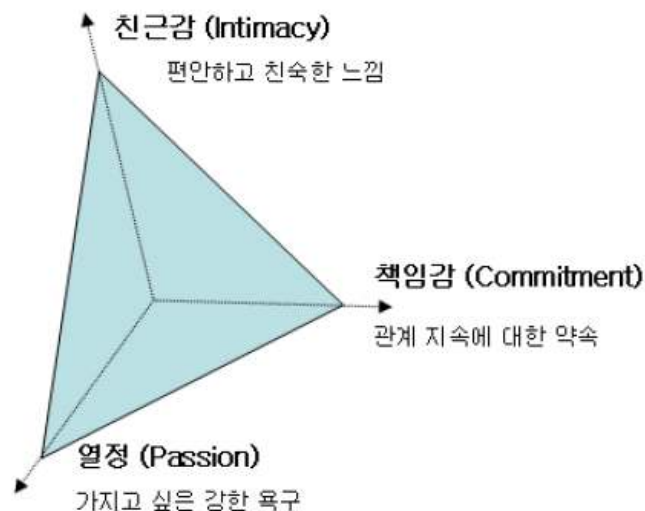 친근감 (Intimacy)
편안하고 친숙한 느낌
책임감 (Commitment)
관계 지속에 대한 약속
열정 (Passion)
가지고 싶은 강한 욕구